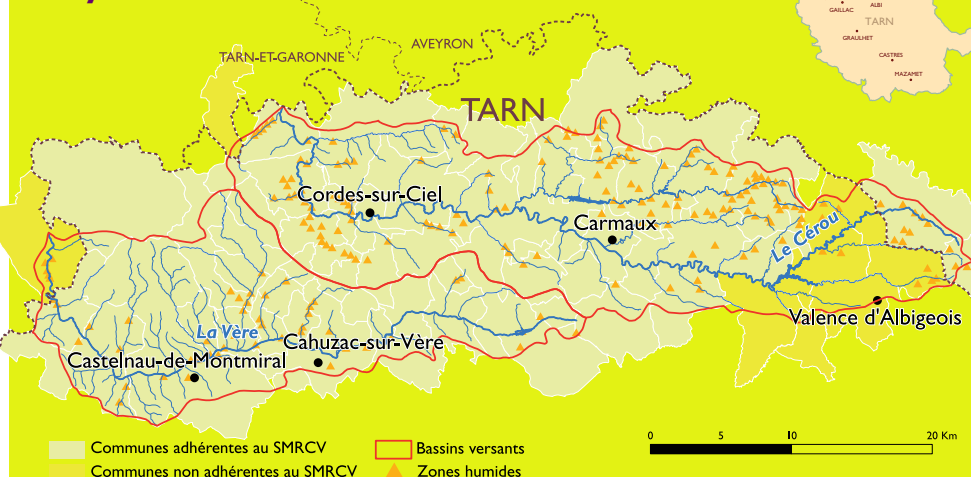 GAILLAC
ALBI
TARN
GRAULHET
CASTRES
MAZAMET
AVEYRON
TARN-ET-GARONNE
TARN
Cordes-sur-Ciel
Carmaux
Le Cérou
Valence d'Albigeois
La Vère
Cahuzac-sur-Vère
Castelnau-de-Montmiral
Communes adhérentes au SMRCV
Bassins versants
0 5 10 20 Km
Communes non adhérentes au SMRCV
Zones humides